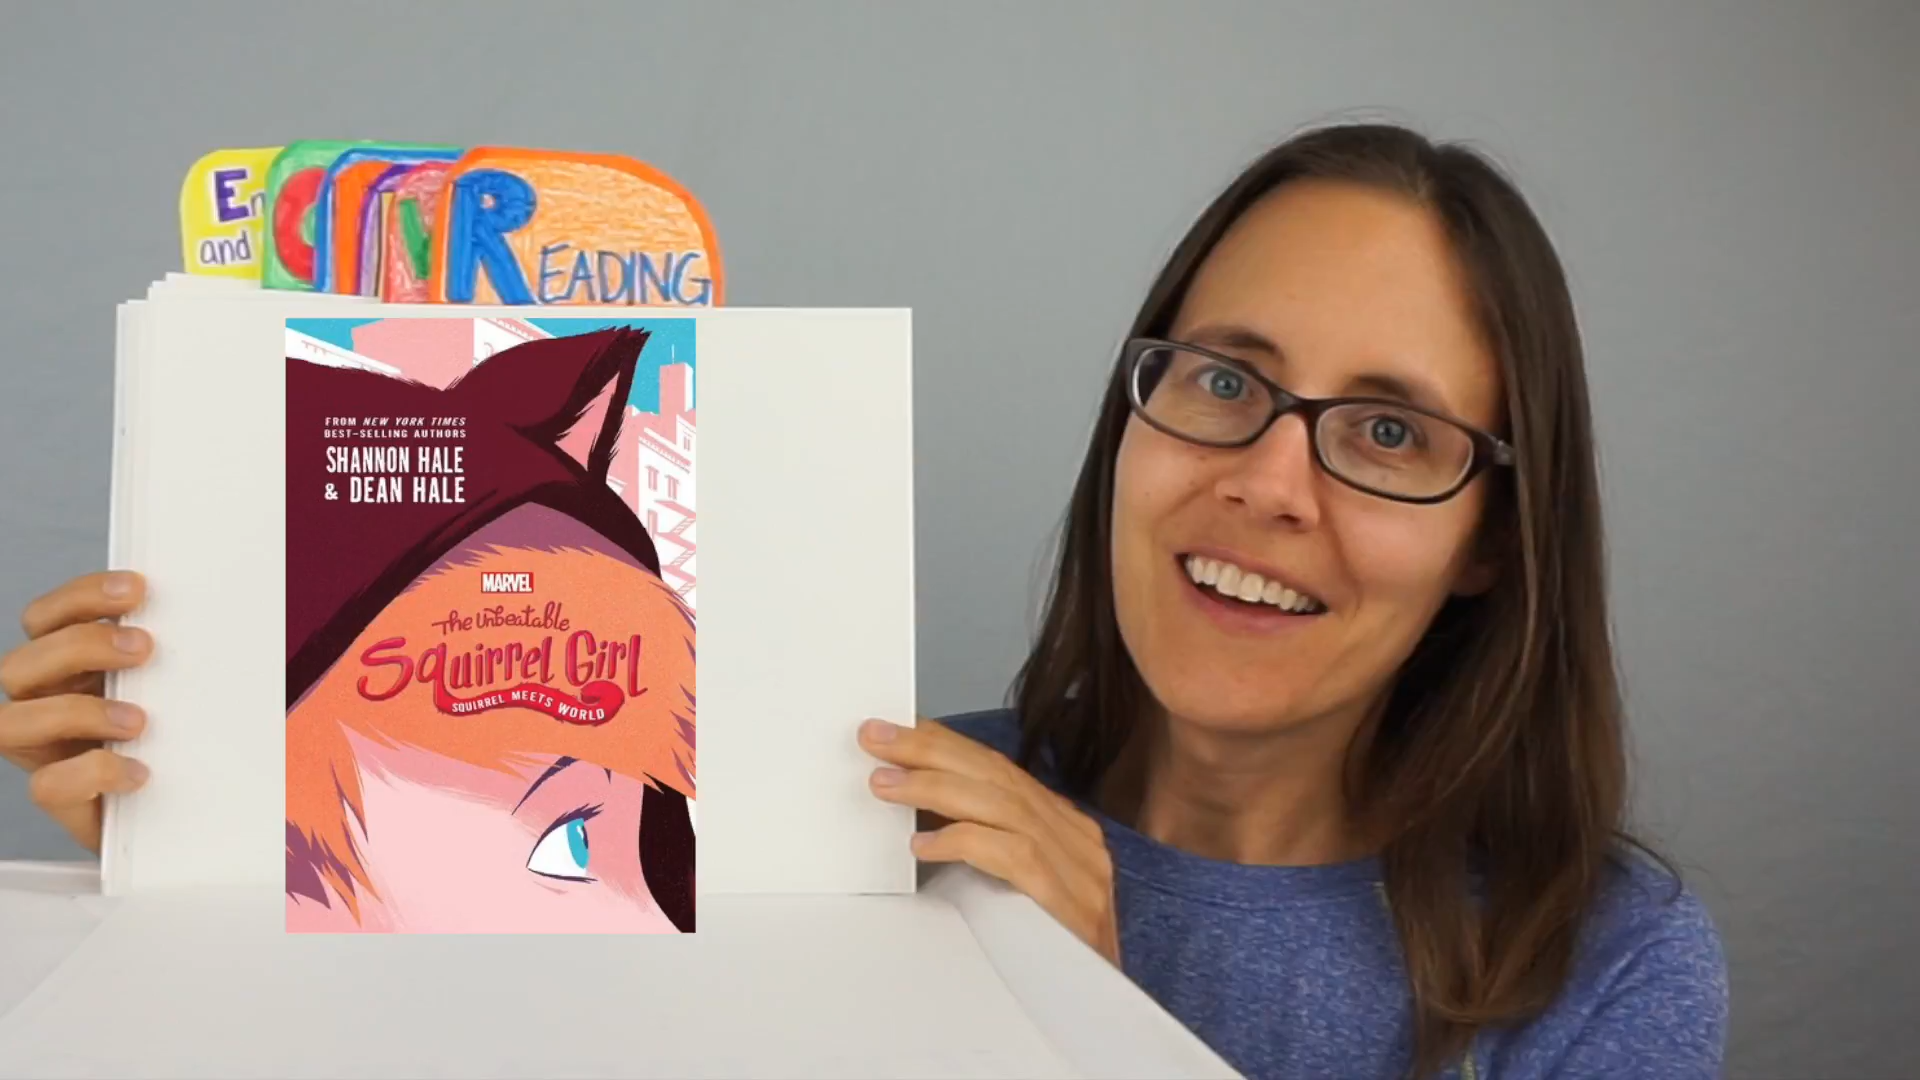 En
and
C
R
EADING
FROM NEW YORK TIMES
BEST-SELLING AUTHORS
SHANNON HALE
& DEAN HALE
MARVEL
The Unbeatable
Squirrel Girl
SQUIRREL MEETS WORLD